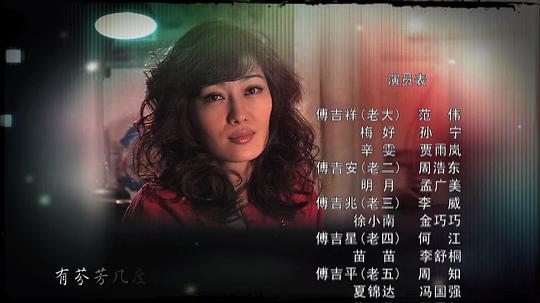 演员表
傅吉祥(老大) 范伟
梅好 孙宁
辛雯 贾雨岚
傅吉安(老二) 周浩东
明月 孟广美
傅吉兆(老三) 李威
徐小南 金巧巧
傅吉星(老四) 何江
苗苗 李舒桐
傅吉平(老五) 周知
夏锦达 冯国强
有芬芳几度